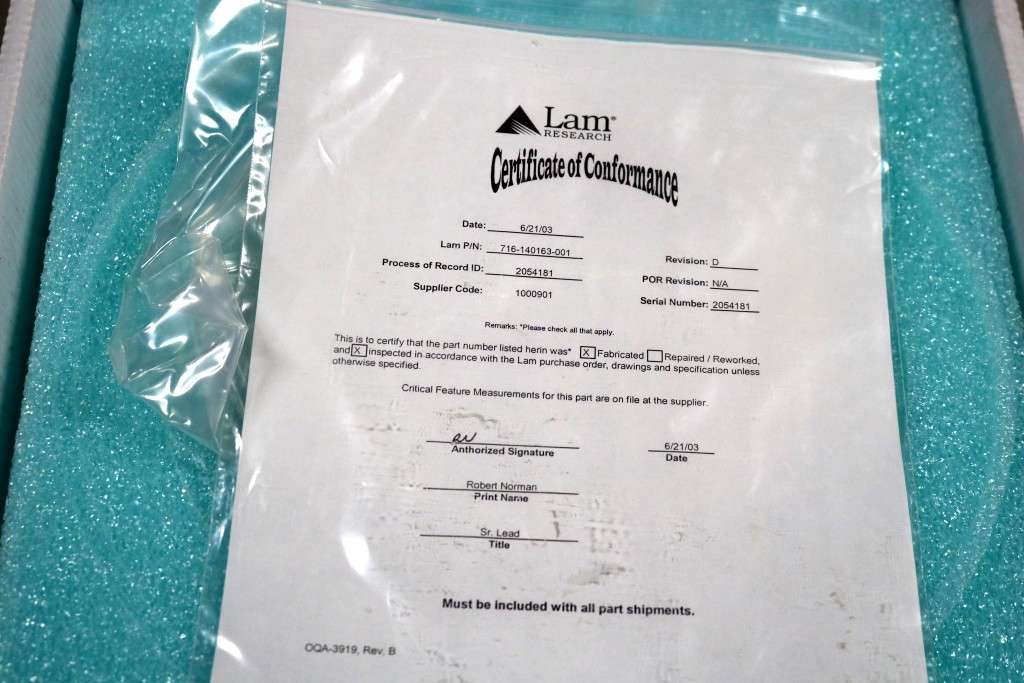 Lam®
RESEARCH
Certificate of Conformance
Date: 6/21/03
Lam P/N: 716-140163-001 Revision: D
Process of Record ID: 2054181 POR Revision: N/A
Supplier Code: 1000901 Serial Number: 2054181
Remarks: *Please check all that apply.
This is to certify that the part number listed herin was* X Fabricated Repaired / Reworked,
and X inspected in accordance with the Lam purchase order, drawings and specification unless
otherwise specified.
Critical Feature Measurements for this part are on file at the supplier.
6/21/03
Anthorized Signature Date
Robert Norman
Print Name
Sr. Lead
Title
Must be included with all part shipments.
OQA-3919, Rev. B